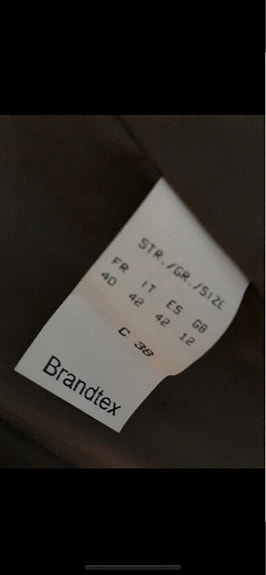 STR./GR./SIZE
FR IT ES GB
40 42 42 12
C 38
Brandtex